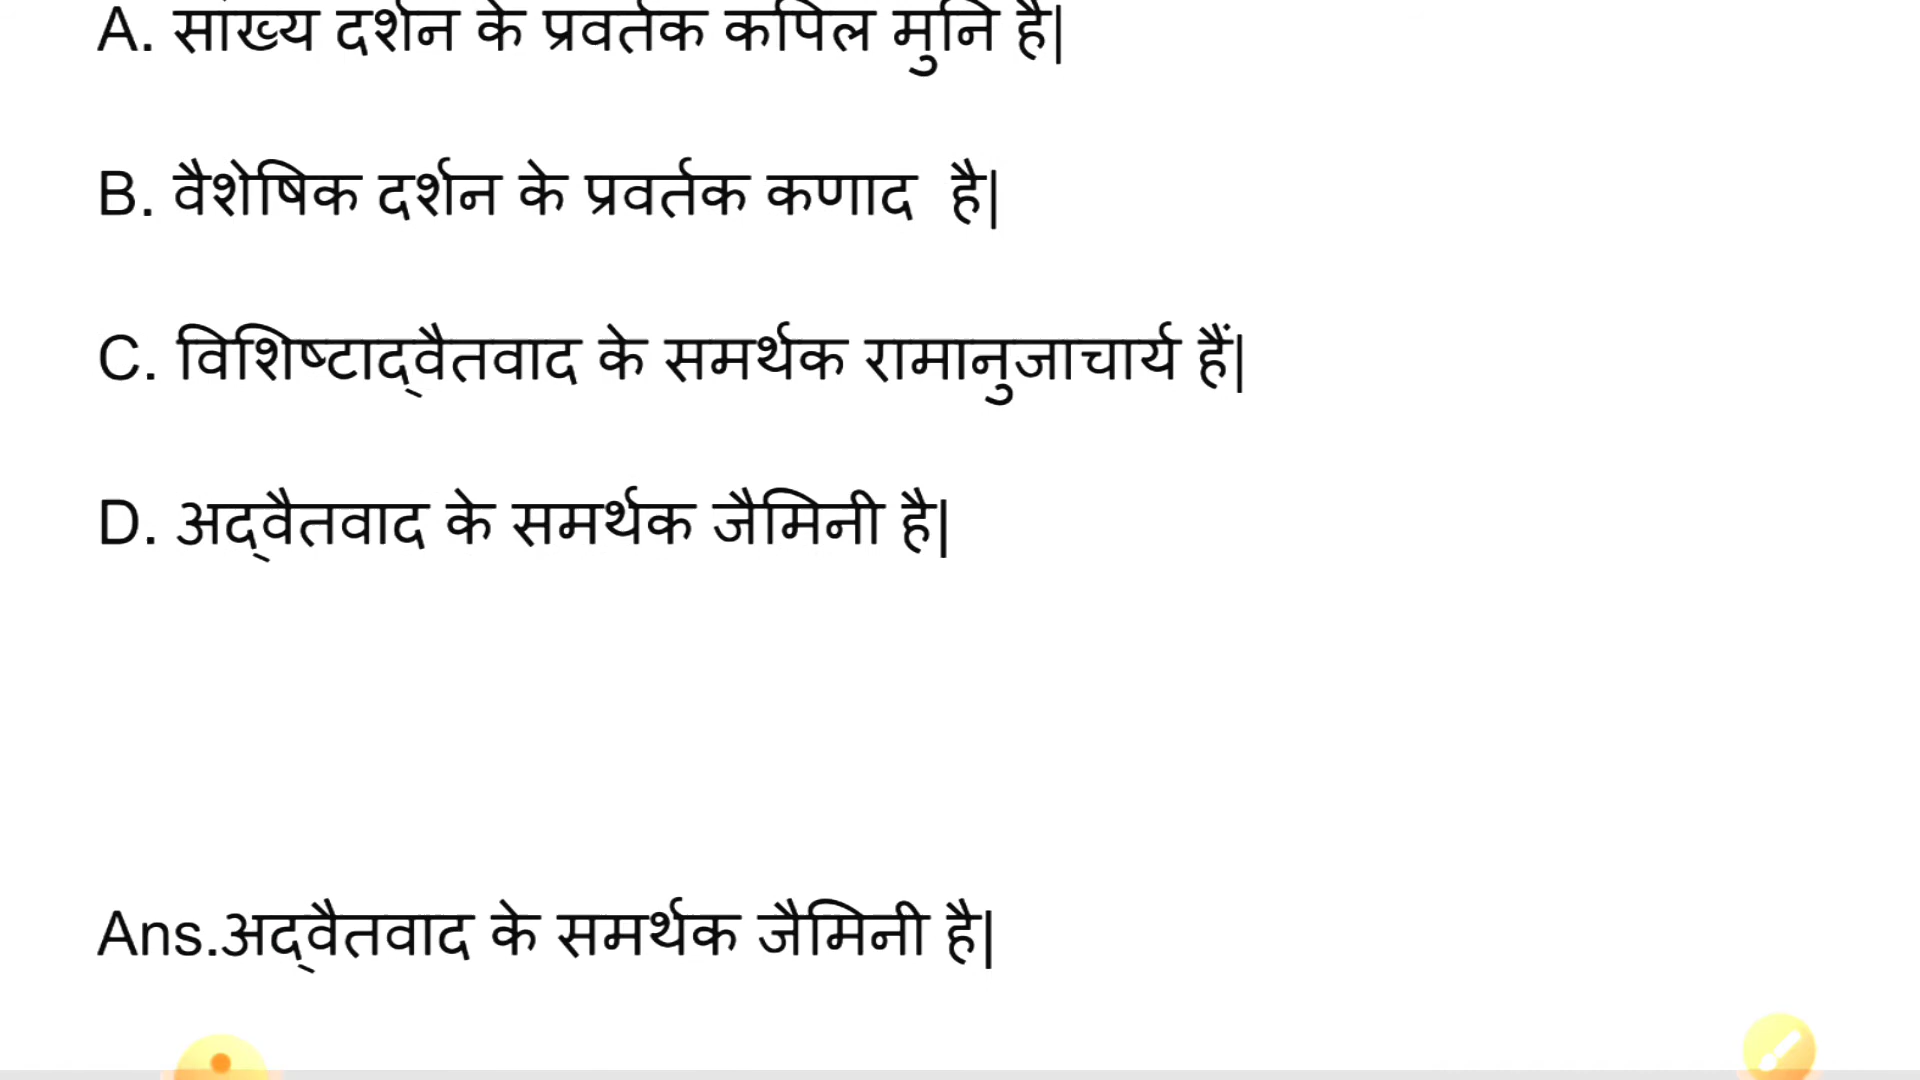 A. सांख्य दर्शन के प्रवर्तक कपिल मुनि है|
B. वैशेषिक दर्शन के प्रवर्तक कणाद  है|
C. विशिष्टाद्वैतवाद के समर्थक रामानुजाचार्य हैं|
D. अद्वैतवाद के समर्थक जैमिनी है|
Ans.अद्वैतवाद के समर्थक जैमिनी है|